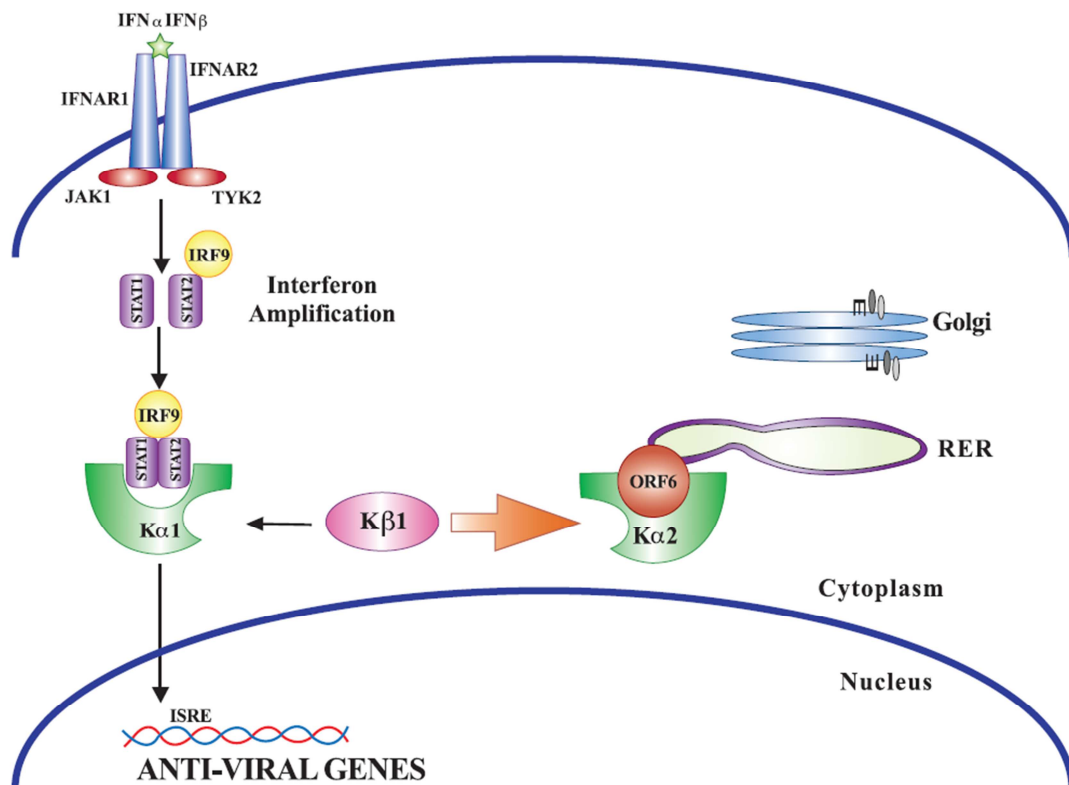 IFNα IFNβ
IFNAR2
IFNAR1
JAK1
TYK2
IRF9
STAT1
STAT2
Interferon
Amplification
IRF9
STAT1
STAT2
Kα1
Kβ1
E
Golgi
E
RER
ORF6
Kα2
Cytoplasm
Nucleus
ISRE
ANTI-VIRAL GENES